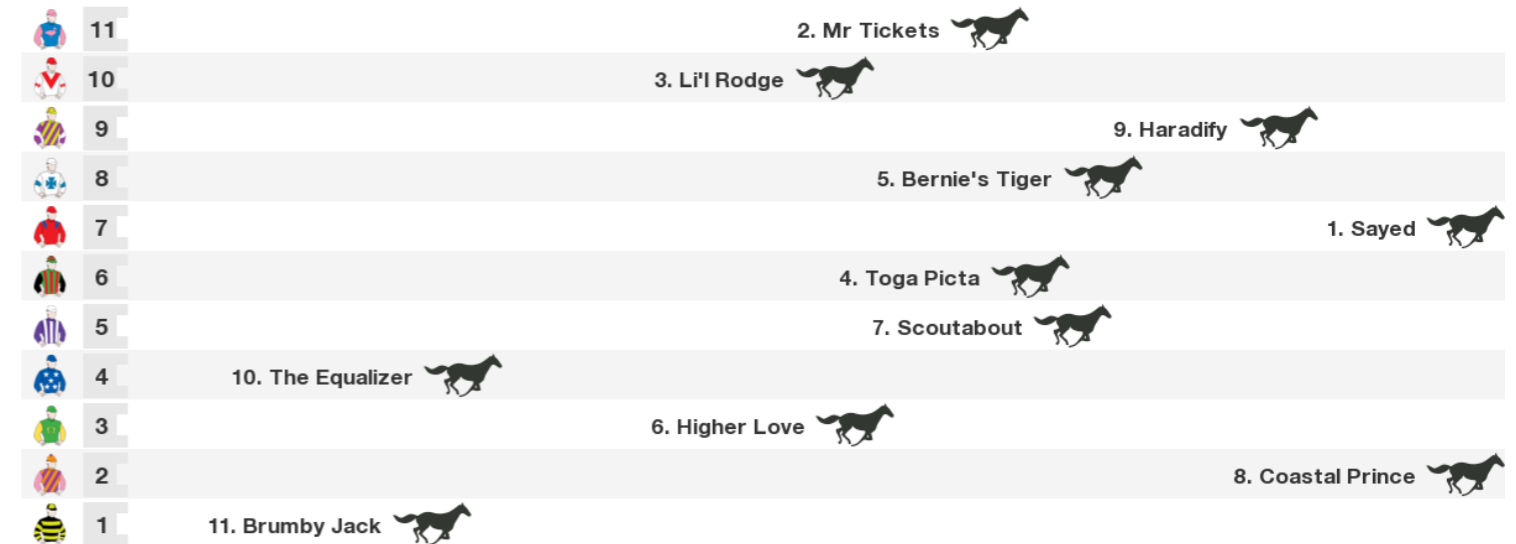 11 2. Mr Tickets
10 3. Li'l Rodge
9 9. Haradify
8 5. Bernie's Tiger
7 1. Sayed
6 4. Toga Picta
5 7. Scoutabout
4 10. The Equalizer
3 6. Higher Love
2 8. Coastal Prince
1 11. Brumby Jack